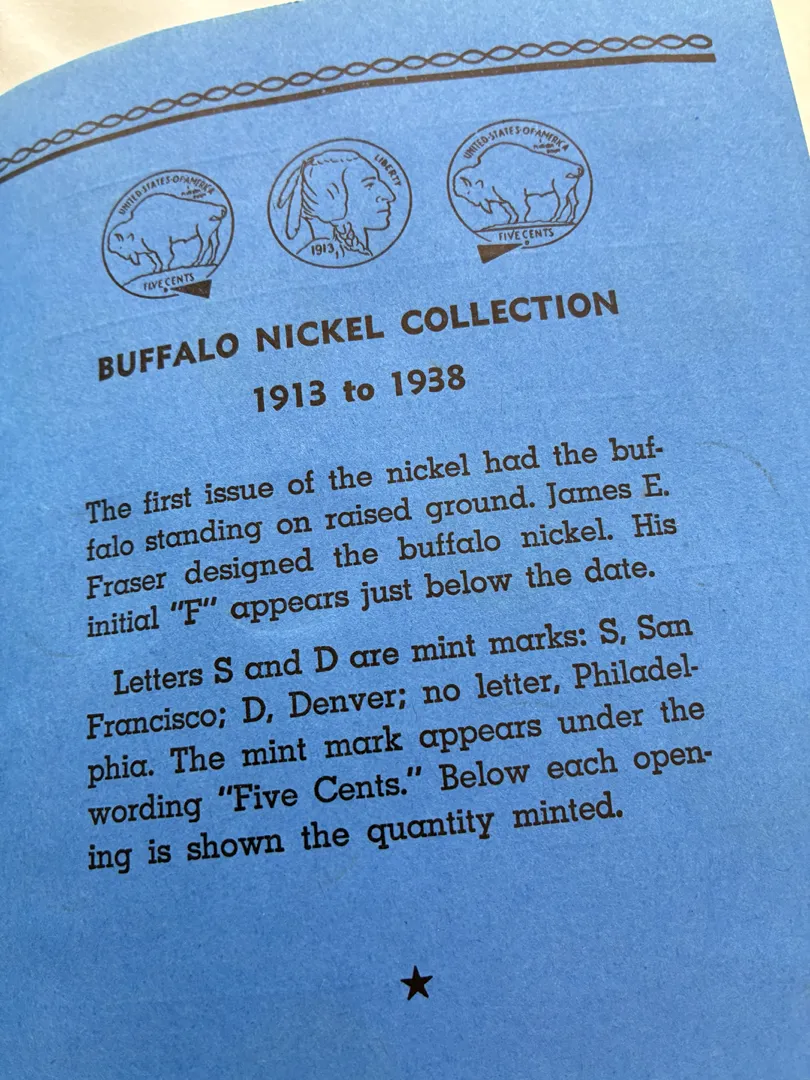 UNITED·STATES·OF·AMERICA
FIVE CENTS
LIBERTY
1913
UNITED·STATES·OF·AMERICA
FIVE CENTS
BUFFALO NICKEL COLLECTION
1913 to 1938
The first issue of the nickel had the buf-
falo standing on raised ground. James E.
Fraser designed the buffalo nickel. His
initial "F" appears just below the date.
Letters S and D are mint marks: S, San
Francisco; D, Denver; no letter, Philadel-
phia. The mint mark appears under the
wording "Five Cents." Below each open-
ing is shown the quantity minted.